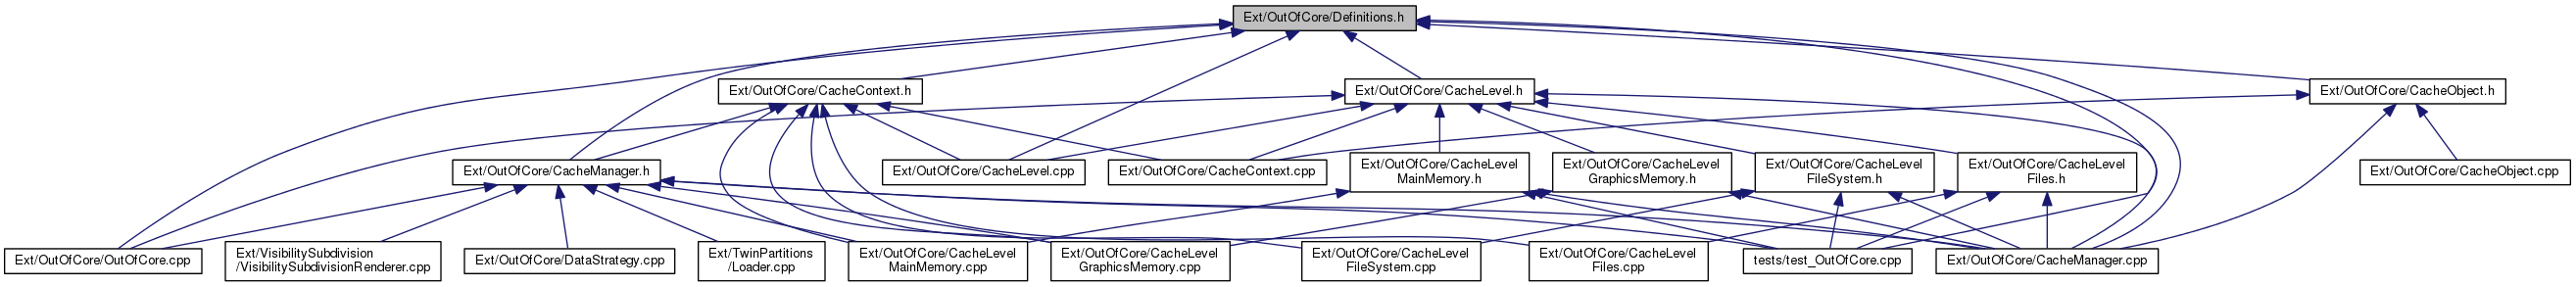 Ext/OutOfCore/Definitions.h
Ext/OutOfCore/CacheContext.h
Ext/OutOfCore/CacheLevel.h
Ext/OutOfCore/CacheObject.h
Ext/OutOfCore/CacheManager.h
Ext/OutOfCore/CacheLevel.cpp
Ext/OutOfCore/CacheContext.cpp
Ext/OutOfCore/CacheLevel
MainMemory.h
Ext/OutOfCore/CacheLevel
GraphicsMemory.h
Ext/OutOfCore/CacheLevel
FileSystem.h
Ext/OutOfCore/CacheLevel
Files.h
Ext/OutOfCore/CacheObject.cpp
Ext/OutOfCore/OutOfCore.cpp
Ext/VisibilitySubdivision
/VisibilitySubdivisionRenderer.cpp
Ext/OutOfCore/DataStrategy.cpp
Ext/TwinPartitions
/Loader.cpp
Ext/OutOfCore/CacheLevel
MainMemory.cpp
Ext/OutOfCore/CacheLevel
GraphicsMemory.cpp
Ext/OutOfCore/CacheLevel
FileSystem.cpp
Ext/OutOfCore/CacheLevel
Files.cpp
tests/test_OutOfCore.cpp
Ext/OutOfCore/CacheManager.cpp